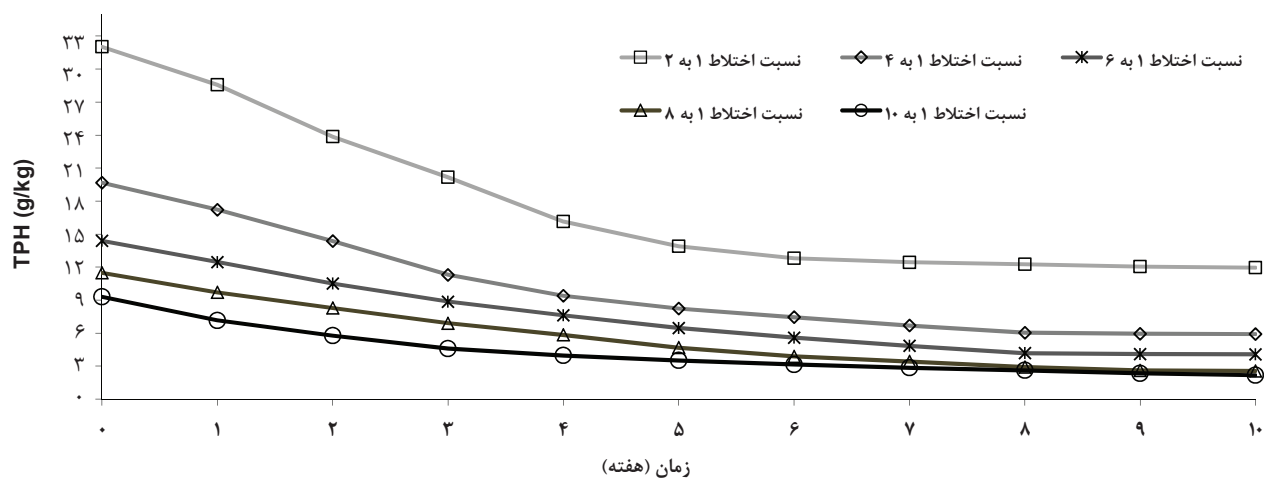 نسبت اختلاط ۱ به ۲
نسبت اختلاط ۱ به ۴
نسبت اختلاط ۱ به ۶
نسبت اختلاط ۱ به ۸
نسبت اختلاط ۱ به ۱۰
TPH (g/kg)
۳۳
۳۰
۲۷
۲۴
۲۱
۱۸
۱۵
۱۲
۹
۶
۳
۰
۰ ۱ ۲ ۳ ۴ ۵ ۶ ۷ ۸ ۹ ۱۰
زمان (هفته)